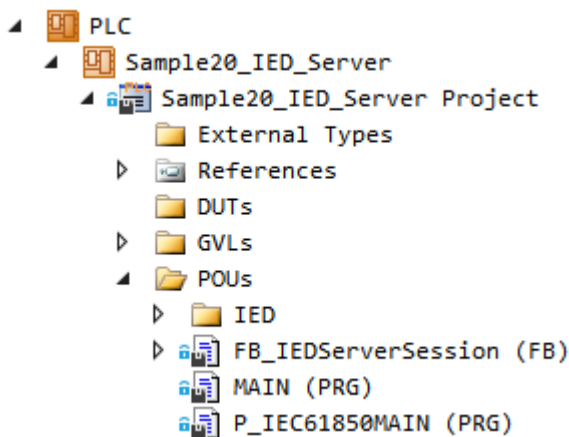 PLC
Sample20_IED_Server
Sample20_IED_Server Project
External Types
References
DUTs
GVLs
POUs
IED
FB_IEDServerSession (FB)
MAIN (PRG)
P_IEC61850MAIN (PRG)